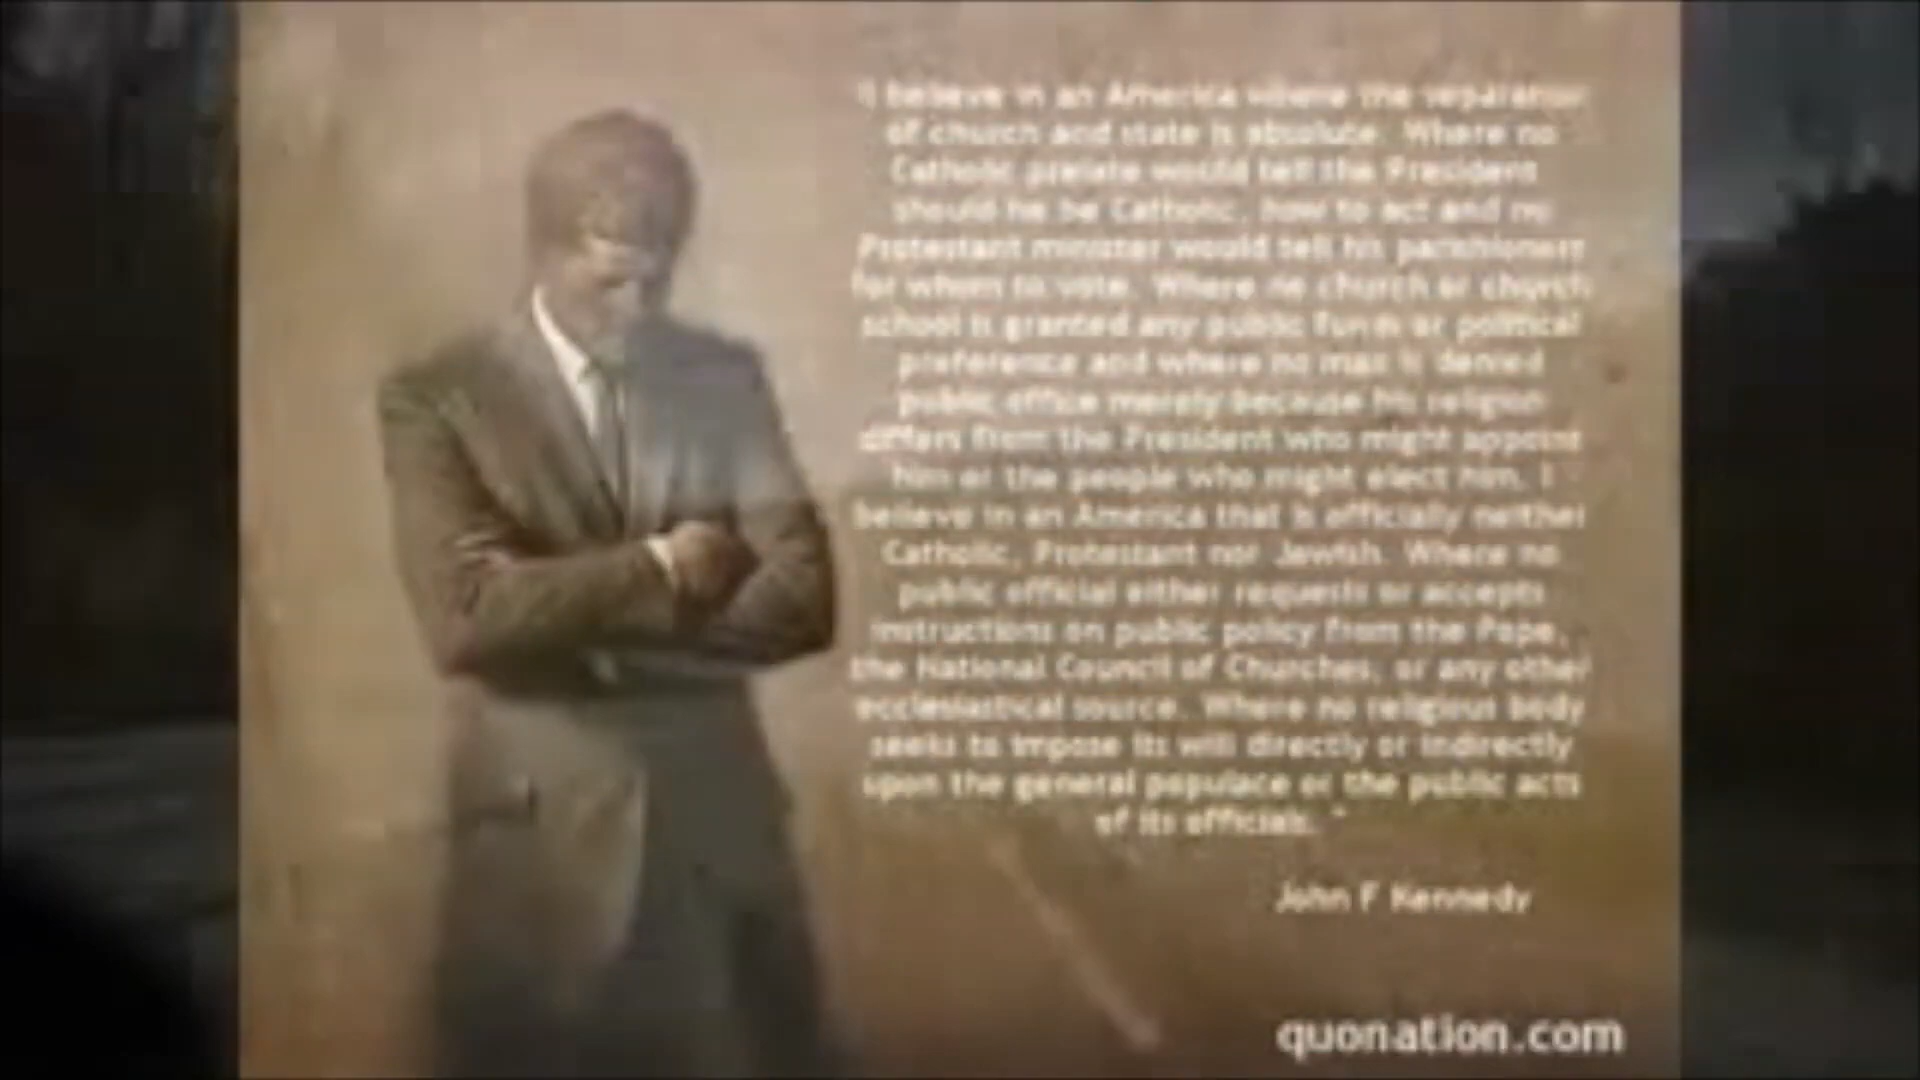 "I believe in an America where the separation
of church and state is absolute. Where no
Catholic prelate would tell the President
should he be Catholic, how to act and no
Protestant minister would tell his parishioners
for whom to vote. Where no church or church
school is granted any public funds or political
preference and where no man is denied
public office merely because his religion
differs from the President who might appoint
him or the people who might elect him. I
believe in an America that is officially neither
Catholic, Protestant nor Jewish. Where no
public official either requests or accepts
instructions on public policy from the Pope,
the National Council of Churches, or any other
ecclesiastical source. Where no religious body
seeks to impose its will directly or indirectly
upon the general populace or the public acts
of its officials. "
John F Kennedy
quonation.com